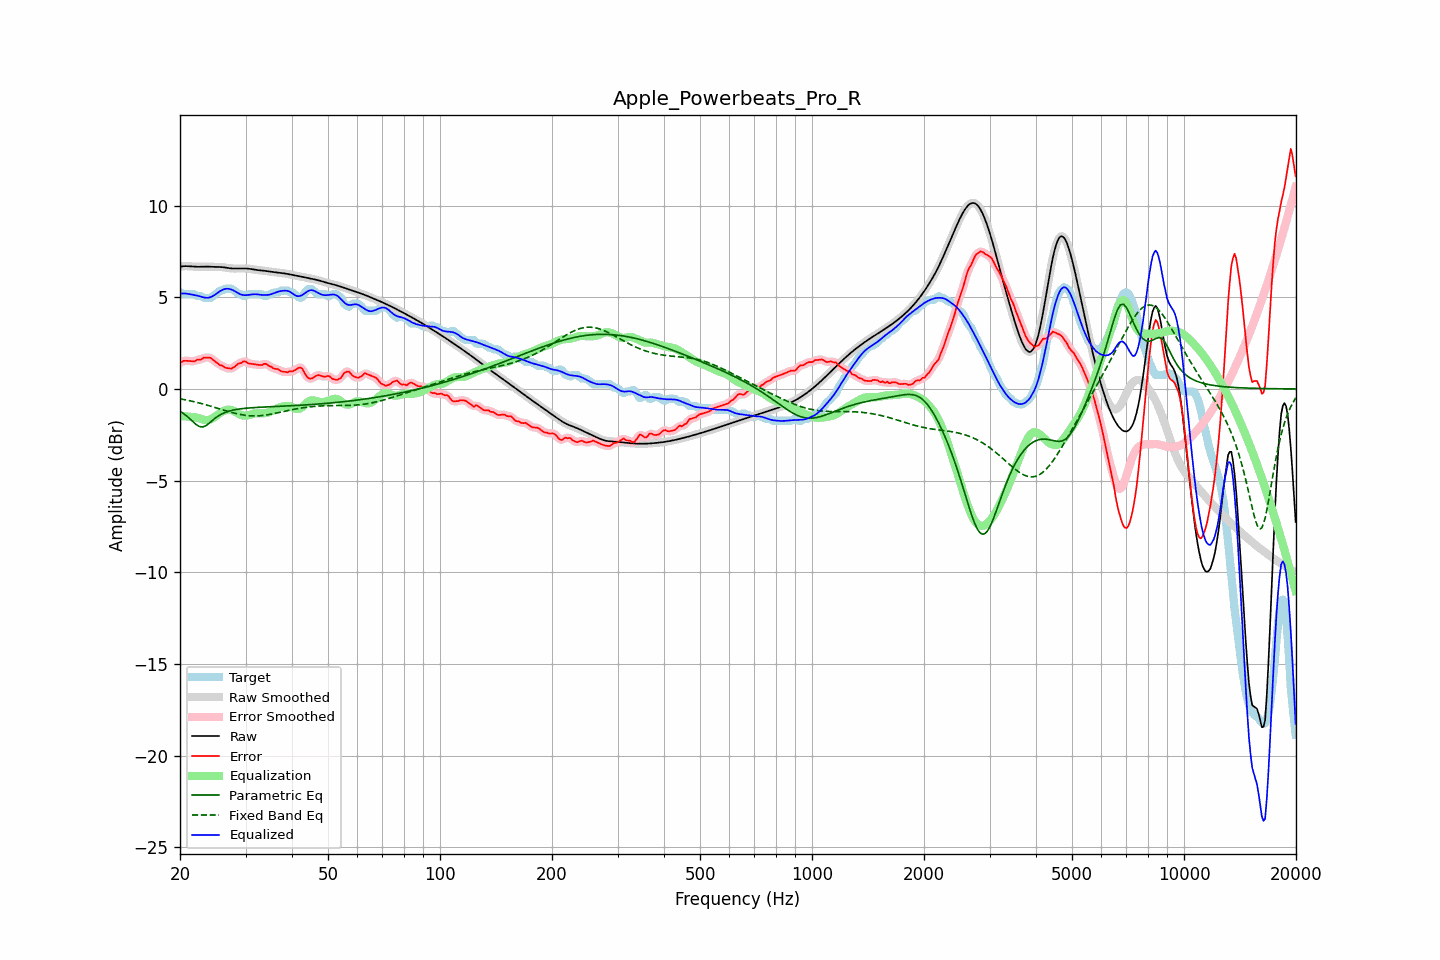 Apple_Powerbeats_Pro_R
10
5
0
−5
−10
−15
−20
−25
Amplitude (dBr)
Target
Raw Smoothed
Error Smoothed
Raw
Error
Equalization
Parametric Eq
Fixed Band Eq
Equalized
20 50 100 200 500 1000 2000 5000 10000 20000
Frequency (Hz)